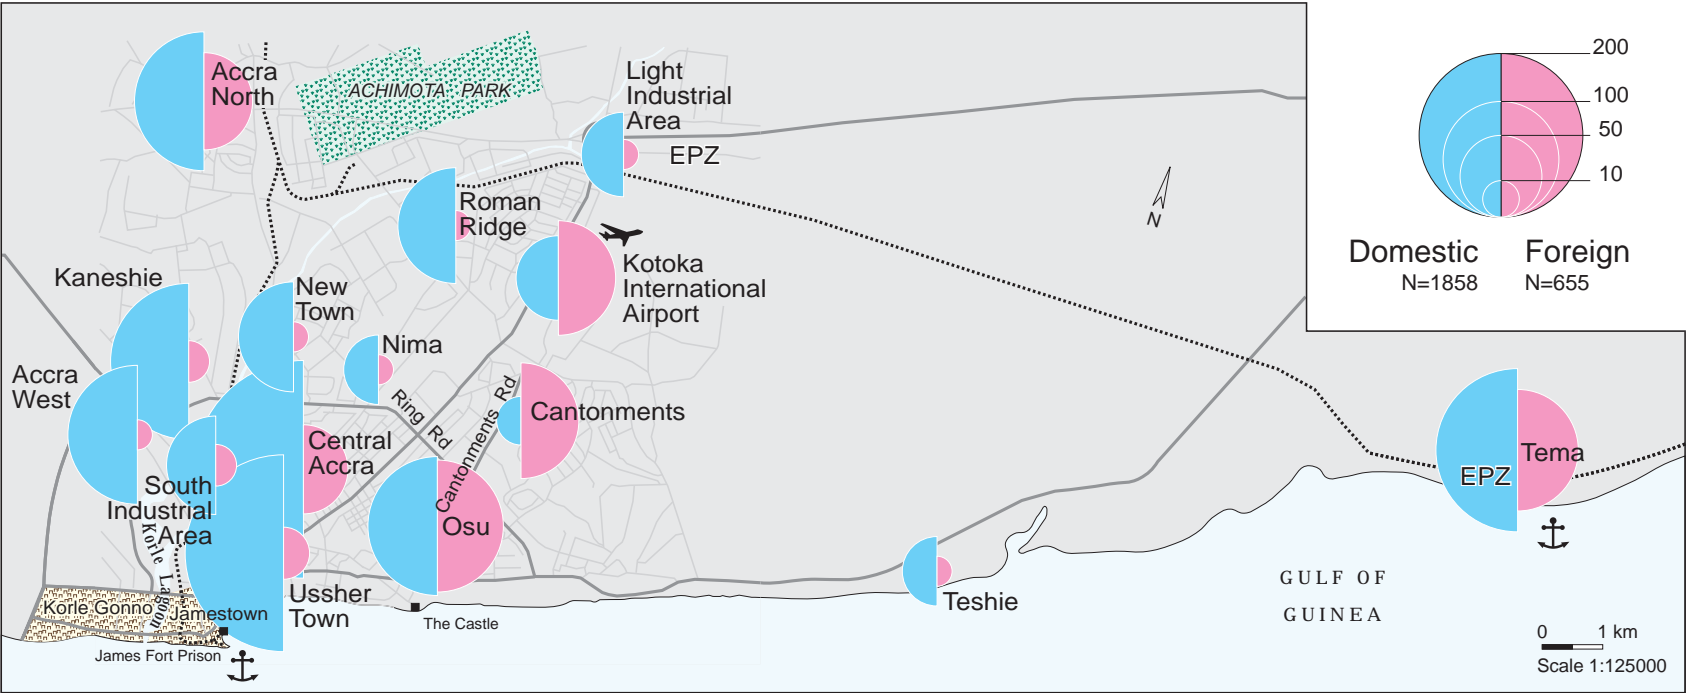 Accra
North
ACHIMOTA PARK
Light
Industrial
Area
EPZ
200
100
50
10
Domestic
N=1858
Foreign
N=655
N
Roman
Ridge
Kotoka
International
Airport
Kaneshie
New
Town
Nima
Accra
West
Ring Rd
Cantonments Rd
Cantonments
Central
Accra
South
Industrial
Area
Osu
Tema
EPZ
Korle Lagoon
Korle Gonno
Jamestown
Ussher
Town
The Castle
James Fort Prison
Teshie
GULF OF
GUINEA
0 1 km
Scale 1:125000